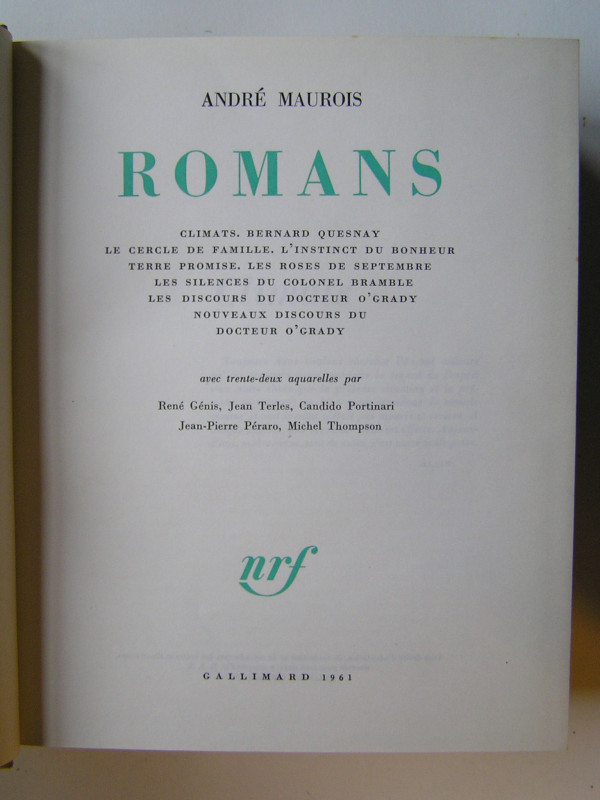 ANDRÉ MAUROIS
ROMANS
CLIMATS. BERNARD QUESNAY
LE CERCLE DE FAMILLE. L'INSTINCT DU BONHEUR
TERRE PROMISE. LES ROSES DE SEPTEMBRE
LES SILENCES DU COLONEL BRAMBLE
LES DISCOURS DU DOCTEUR O'GRADY
NOUVEAUX DISCOURS DU
DOCTEUR O'GRADY
avec trente-deux aquarelles par
René Génis, Jean Terles, Candido Portinari
Jean-Pierre Péraro, Michel Thompson
nrf
GALLIMARD 1961